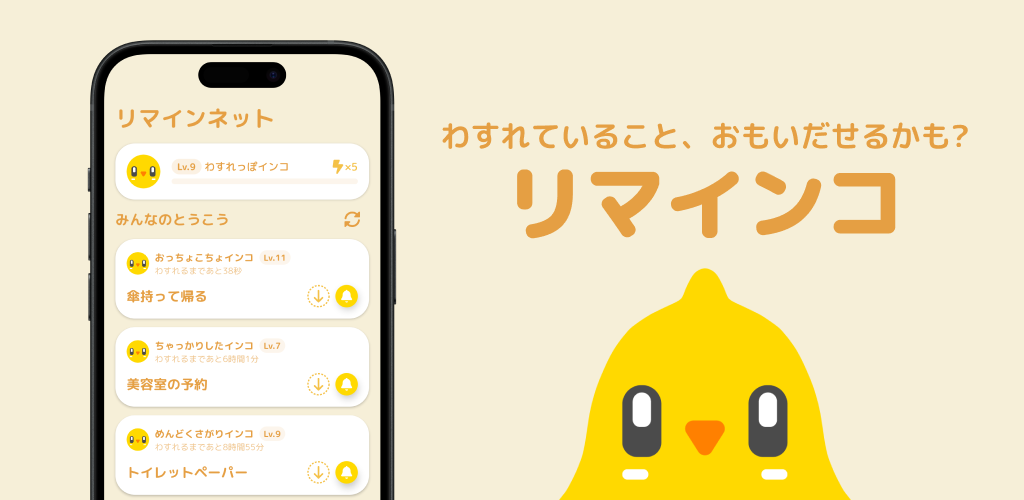 リマインネット
Lv.9 わすれっぽインコ ×5
みんなのとうこう
おっちょこちょインコ Lv.11
わすれるまであと38秒
傘持って帰る
ちゃっかりしたインコ Lv.7
わすれるまであと6時間1分
美容室の予約
めんどくさがりインコ Lv.9
わすれるまであと8時間55分
トイレットペーパー
わすれていること、おもいだせるかも?
リマインコ